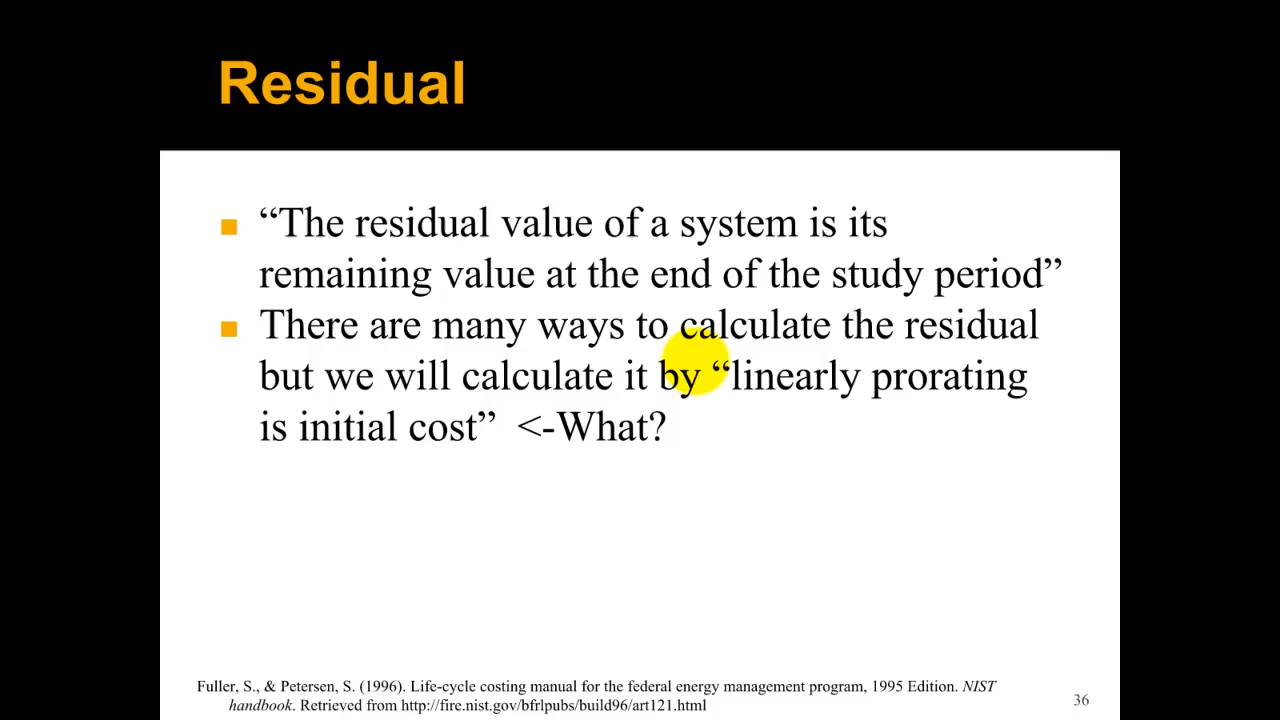 Residual
“The residual value of a system is its
remaining value at the end of the study period”
There are many ways to calculate the residual
but we will calculate it by “linearly prorating
is initial cost”  <-What?
Fuller, S., & Petersen, S. (1996). Life-cycle costing manual for the federal energy management program, 1995 Edition. NIST
handbook. Retrieved from http://fire.nist.gov/bfrlpubs/build96/art121.html
36